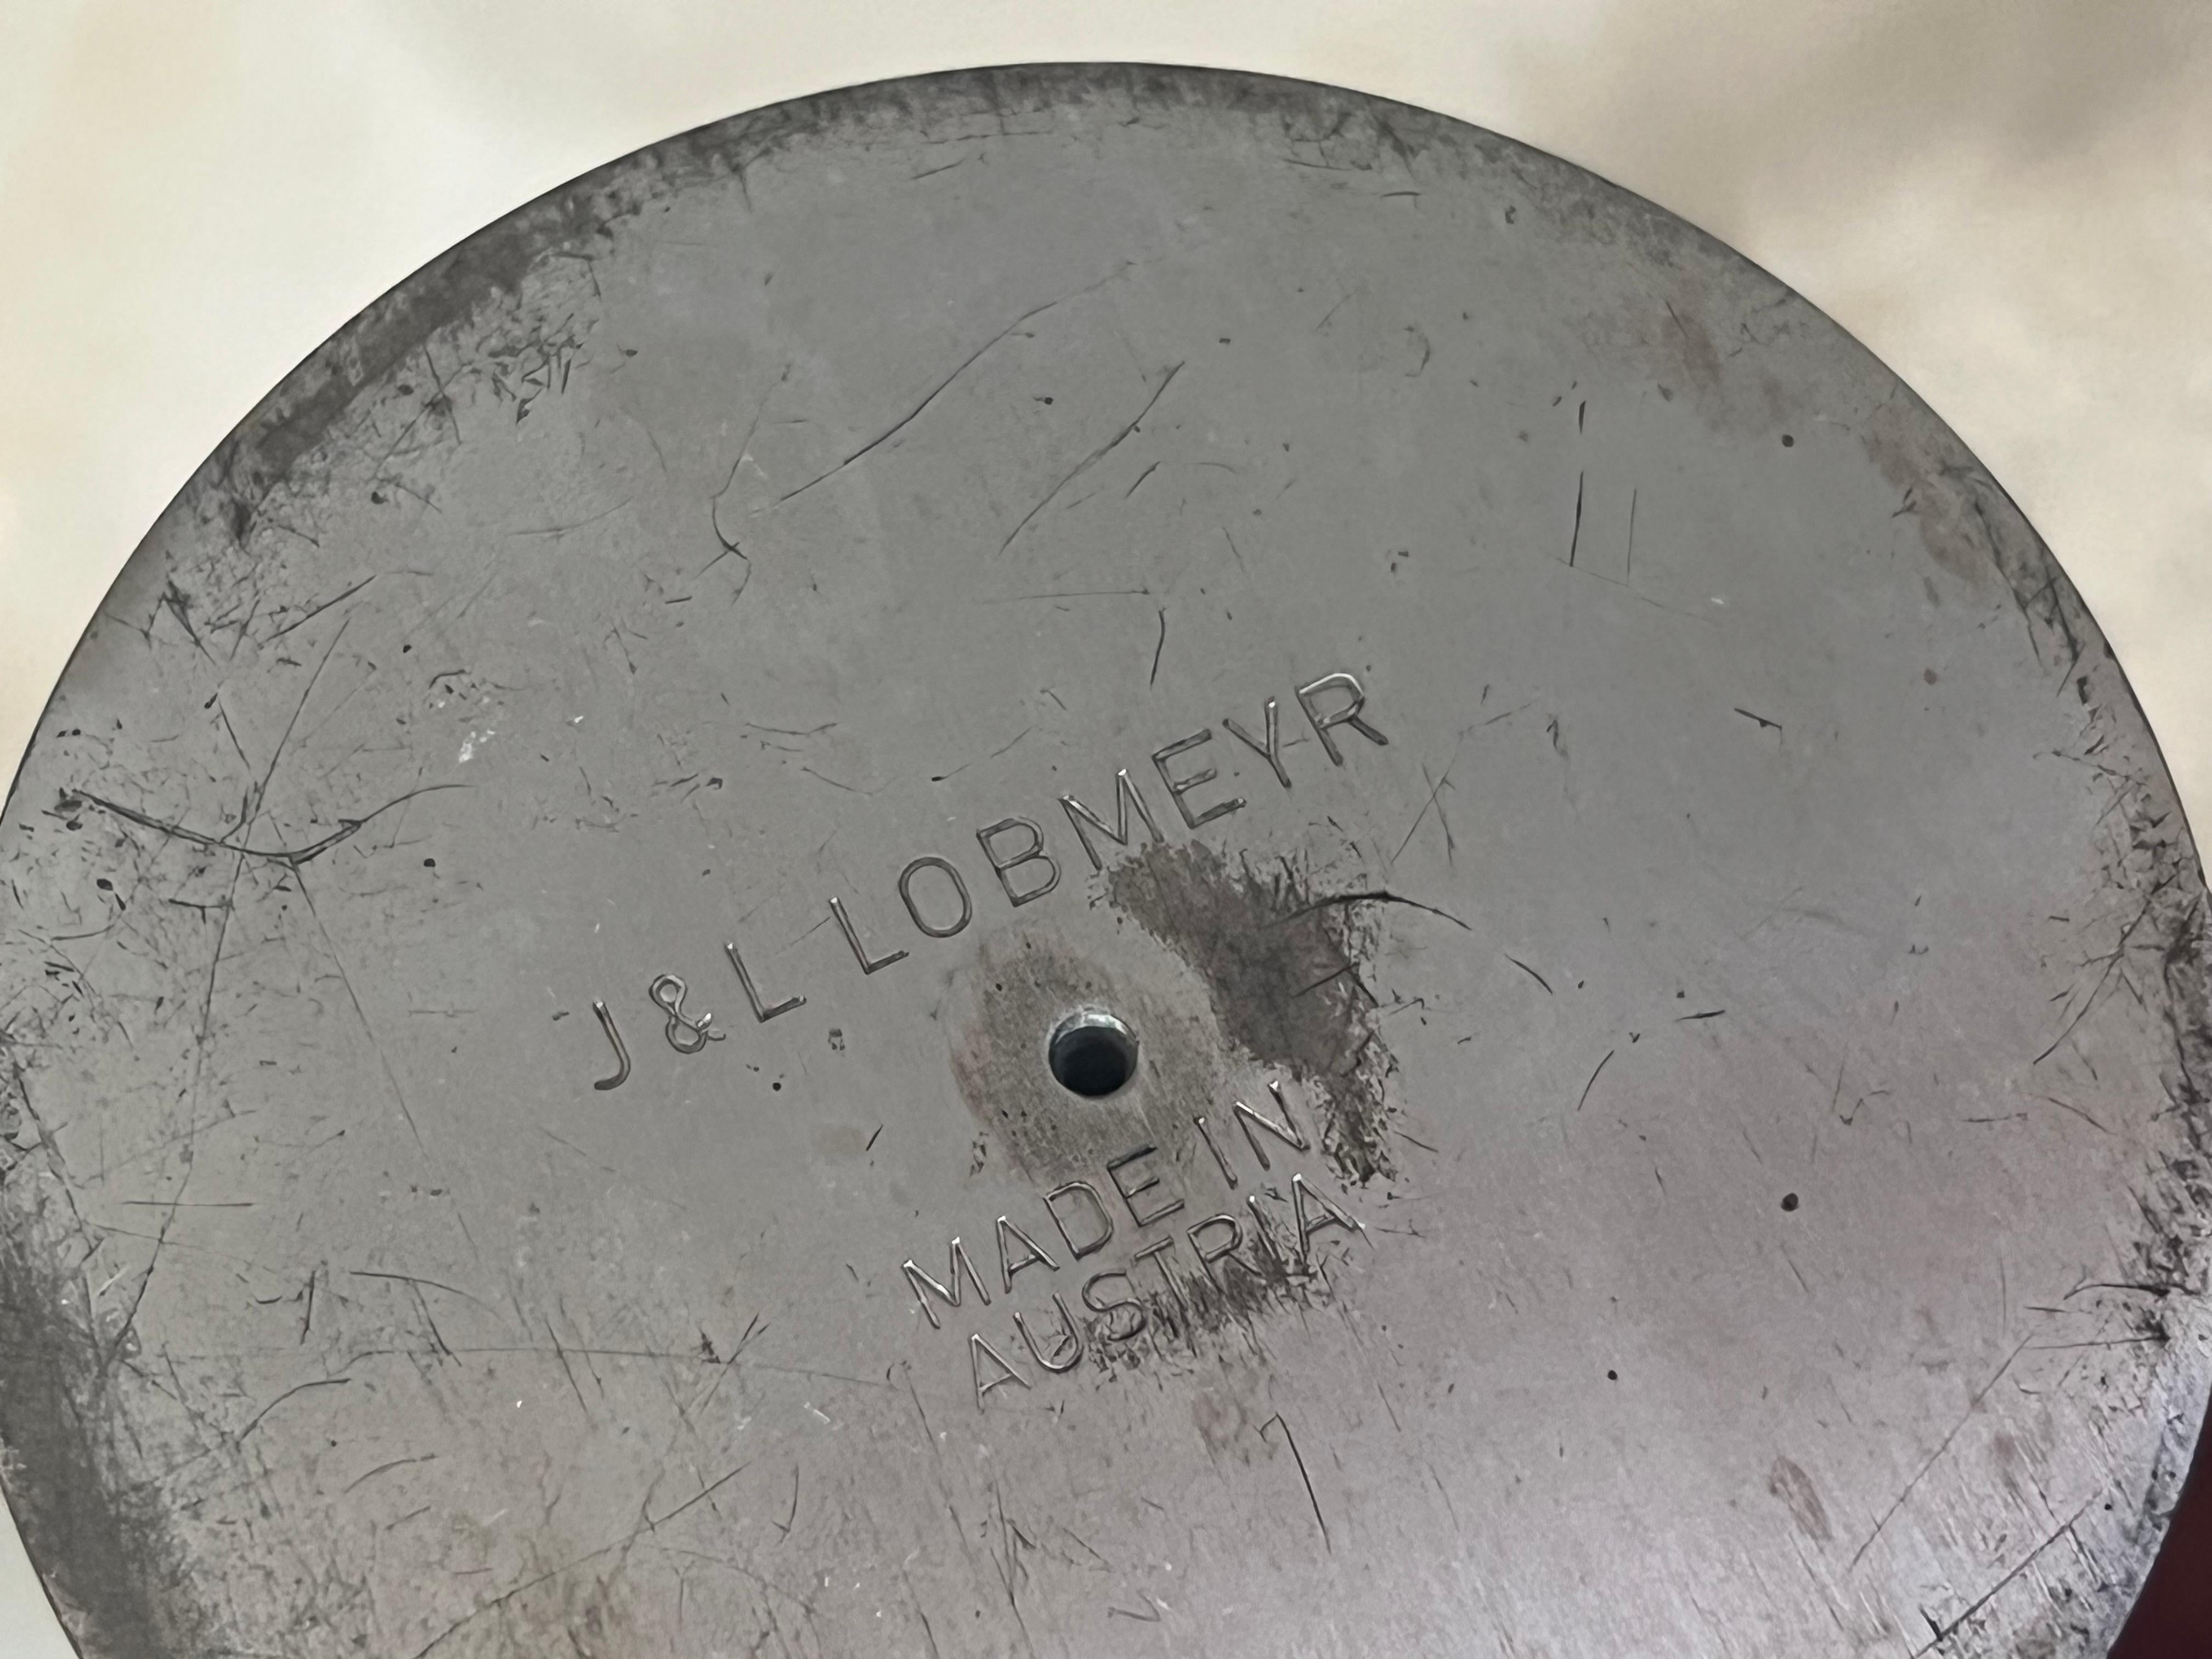 J & L LOBMEYR
MADE IN
AUSTRIA